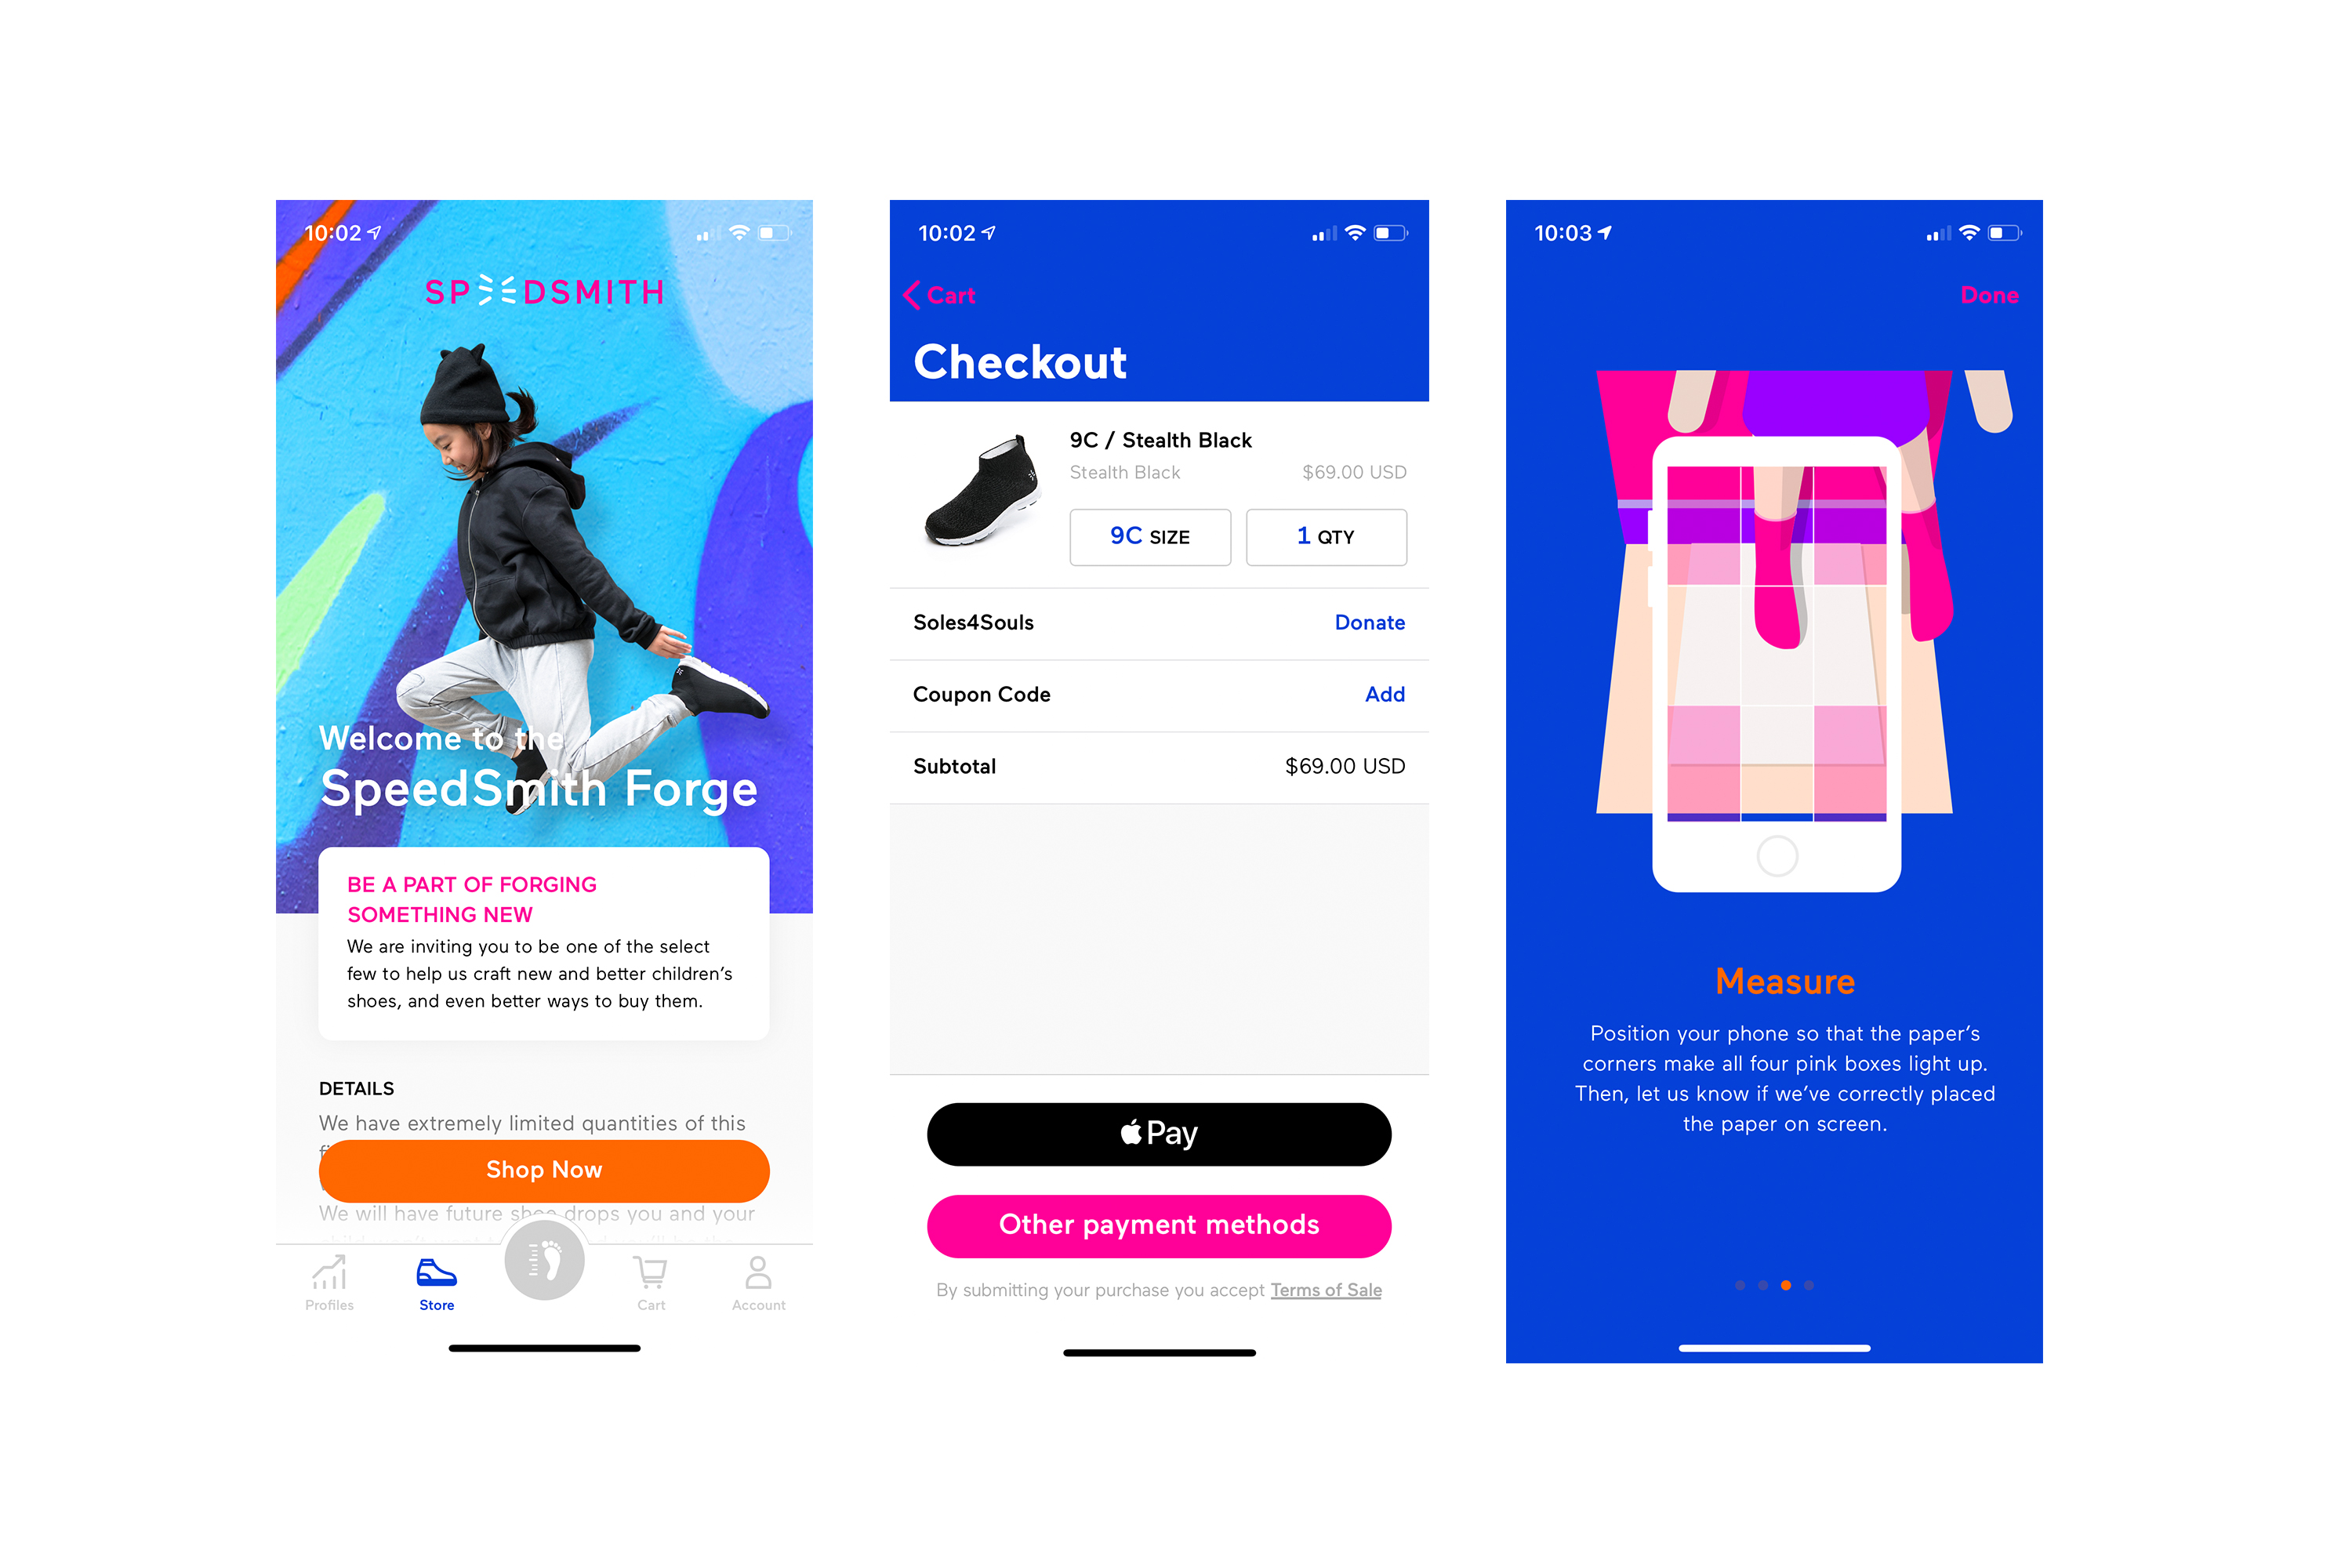 10:02
SPEEDSMITH
Welcome to the
SpeedSmith Forge
BE A PART OF FORGING
SOMETHING NEW
We are inviting you to be one of the select
few to help us craft new and better children's
shoes, and even better ways to buy them.
DETAILS
We have extremely limited quantities of this
Shop Now
We will have future shoe drops you and your
Profiles
Store
Cart
Account
10:02
Cart
Checkout
9C / Stealth Black
Stealth Black $69.00 USD
9C SIZE 1 QTY
Soles4Souls Donate
Coupon Code Add
Subtotal $69.00 USD
Pay
Other payment methods
By submitting your purchase you accept Terms of Sale
10:03
Done
Measure
Position your phone so that the paper's
corners make all four pink boxes light up.
Then, let us know if we've correctly placed
the paper on screen.